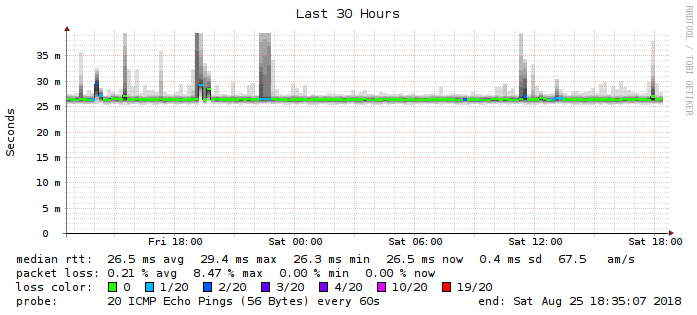 Last 30 Hours
RRDTOOL / TOBI OETIKER
Seconds
35 m
30 m
25 m
20 m
15 m
10 m
5 m
0
Fri 18:00 Sat 00:00 Sat 06:00 Sat 12:00 Sat 18:00
median rtt: 26.5 ms avg 29.4 ms max 26.3 ms min 26.5 ms now 0.4 ms sd 67.5 am/s
packet loss: 0.21 % avg 8.47 % max 0.00 % min 0.00 % now
loss color: 0 1/20 2/20 3/20 4/20 10/20 19/20
probe: 20 ICMP Echo Pings (56 Bytes) every 60s end: Sat Aug 25 18:35:07 2018